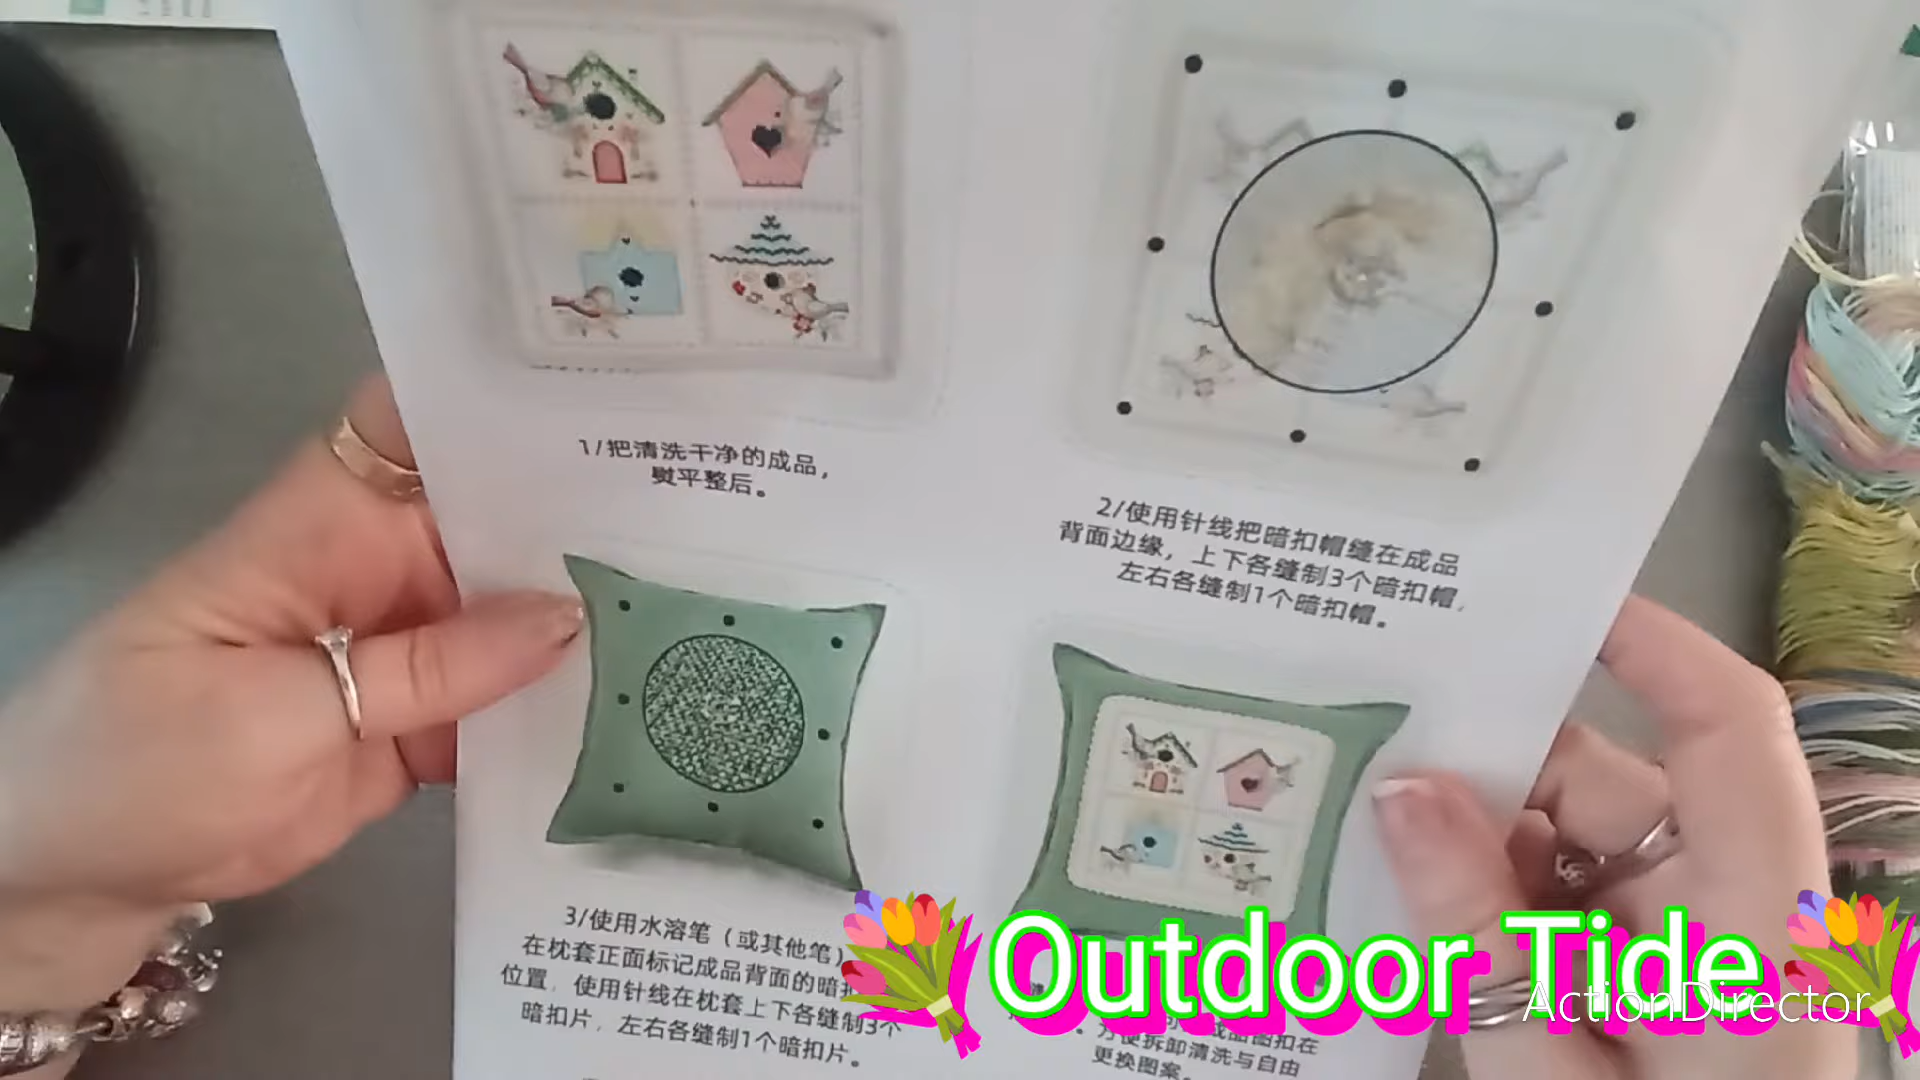 1/把清洗干净的成品，
熨平整后。
2/使用针线把暗扣帽缝在成品
背面边缘，上下各缝制3个暗扣帽，
左右各缝制1个暗扣帽。
3/使用水溶笔（或其他笔）
在枕套正面标记成品背面的暗扣
位置，使用针线在枕套上下各缝制3个
暗扣片，左右各缝制1个暗扣片。
Outdoor Tide
ActionDirector
成品图扣在
方便拆卸清洗与自由
更换图案。